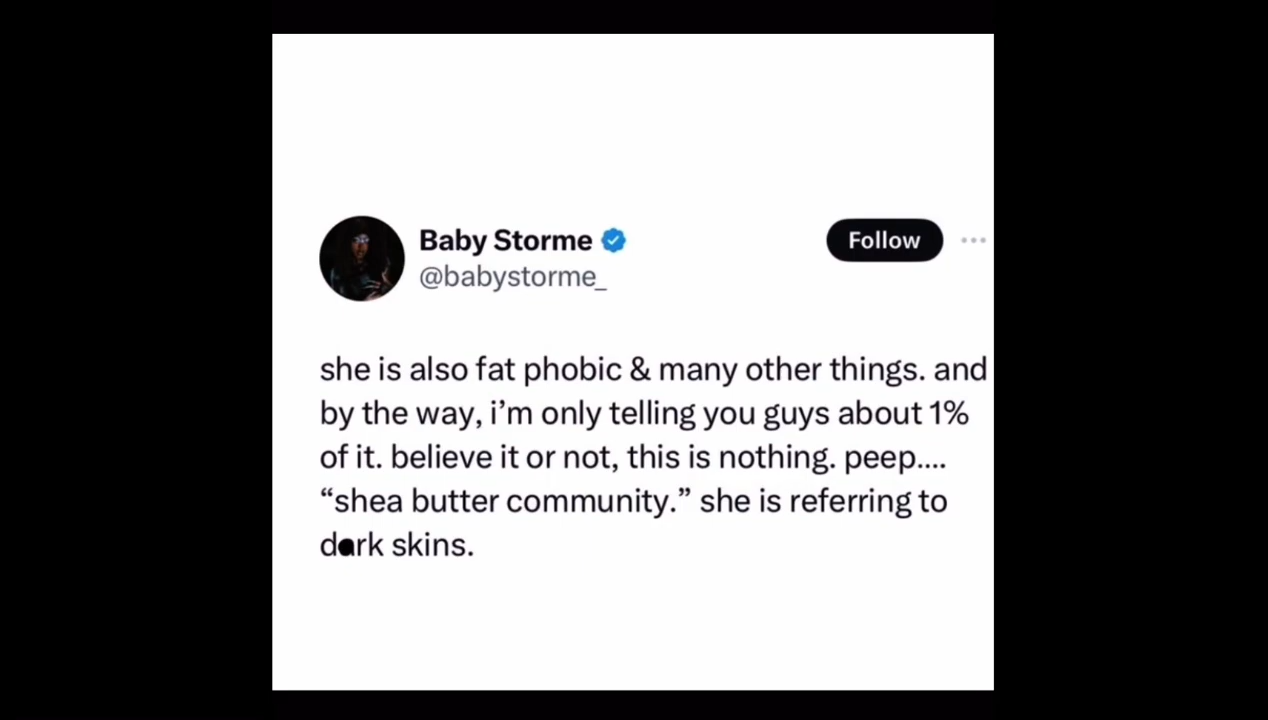 Baby Storme
Follow
@babystorme_
she is also fat phobic & many other things. and
by the way, i’m only telling you guys about 1%
of it. believe it or not, this is nothing. peep....
“shea butter community.” she is referring to
dark skins.